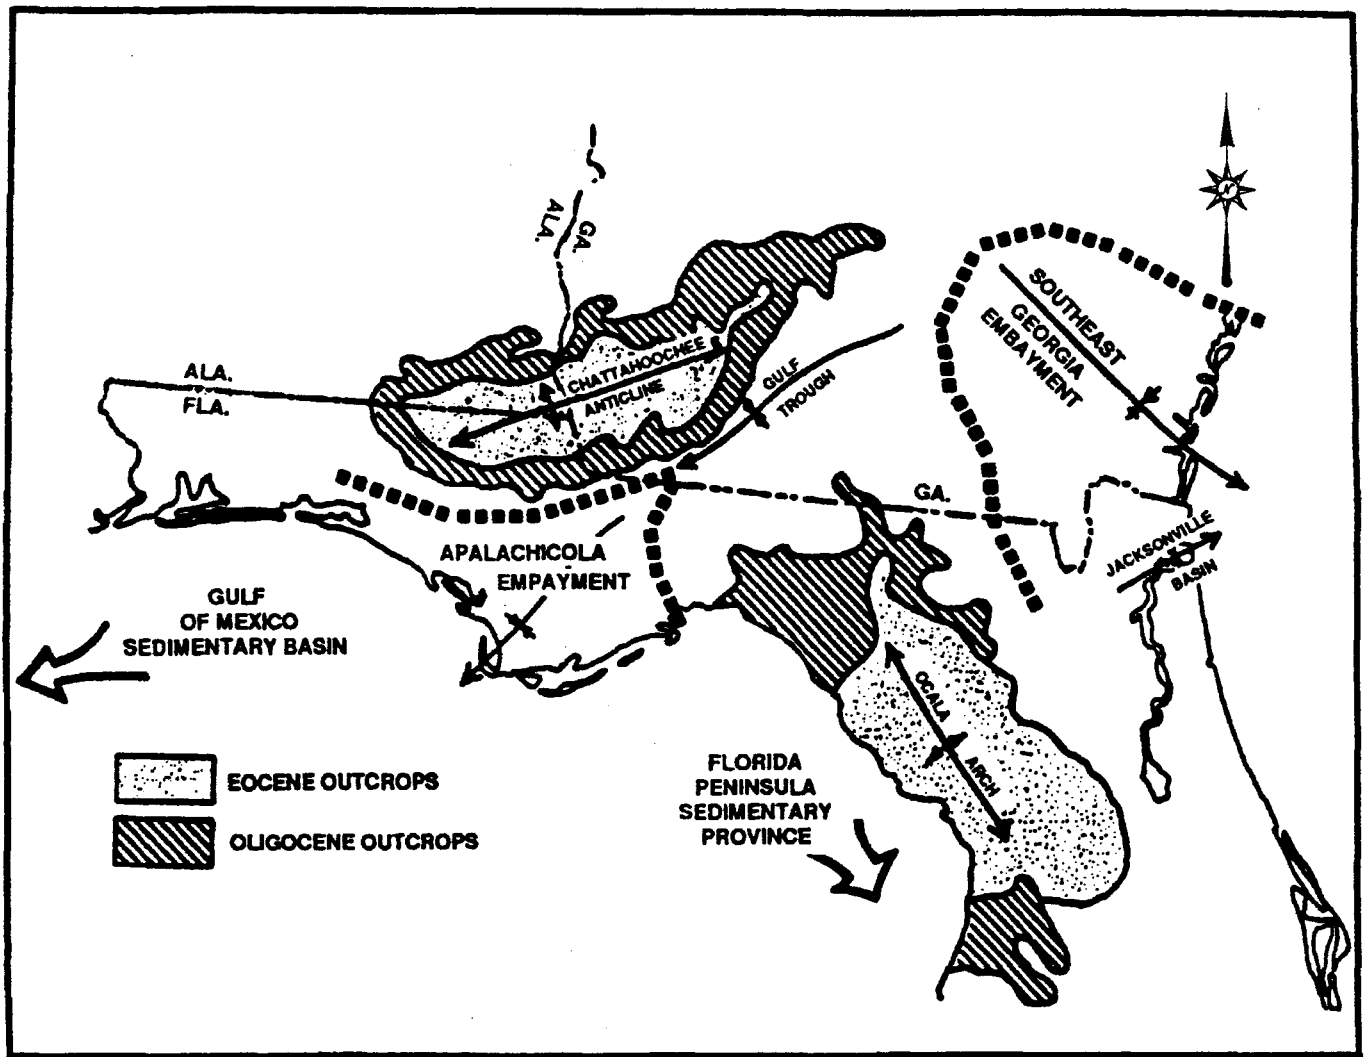 N
GA.
ALA.
SOUTHEAST
GEORGIA
EMBAYMENT
CHATTAHOOCHEE
ANTICLINE
GULF
TROUGH
ALA.
FLA.
GA.
APALACHICOLA
EMPAYMENT
JACKSONVILLE
BASIN
GULF
OF MEXICO
SEDIMENTARY BASIN
OCALA
ARCH
FLORIDA
PENINSULA
SEDIMENTARY
PROVINCE
EOCENE OUTCROPS
OLIGOCENE OUTCROPS